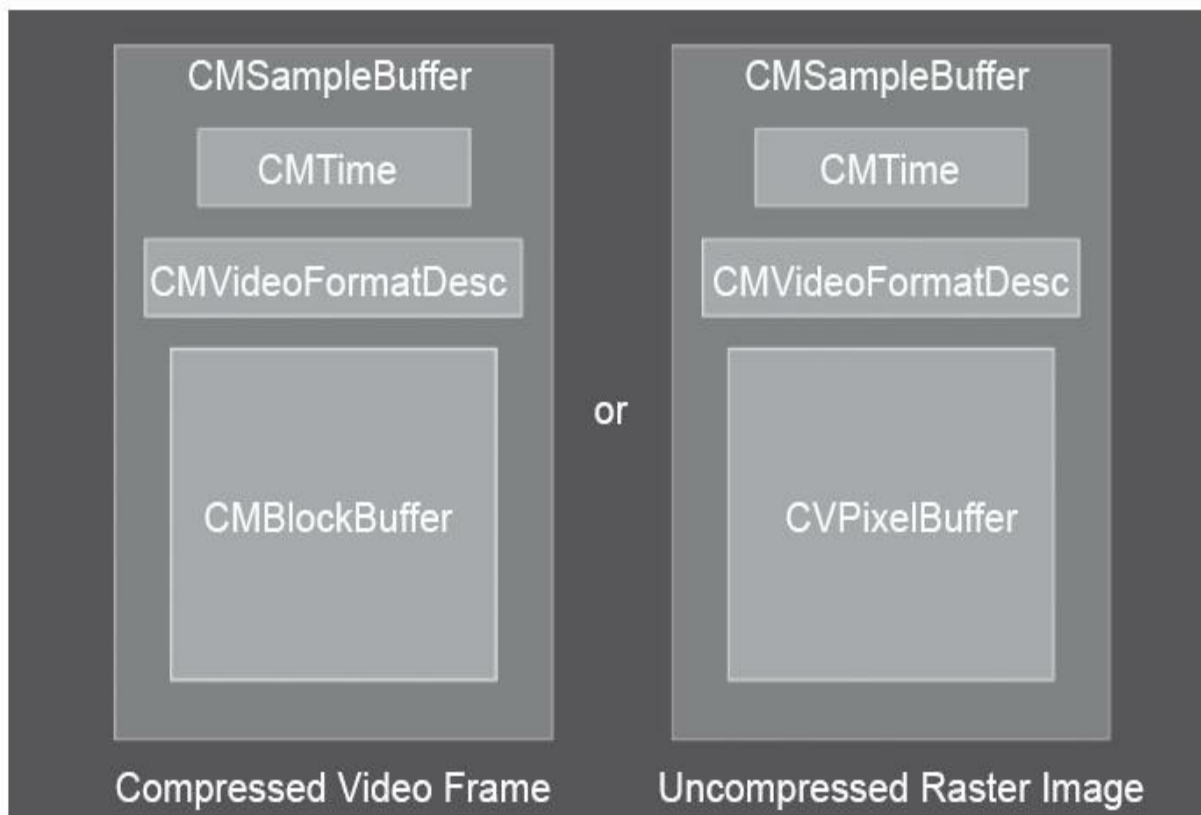 CMSampleBuffer
CMTime
CMVideoFormatDesc
CMBlockBuffer
Compressed Video Frame
or
CMSampleBuffer
CMTime
CMVideoFormatDesc
CVPixelBuffer
Uncompressed Raster Image